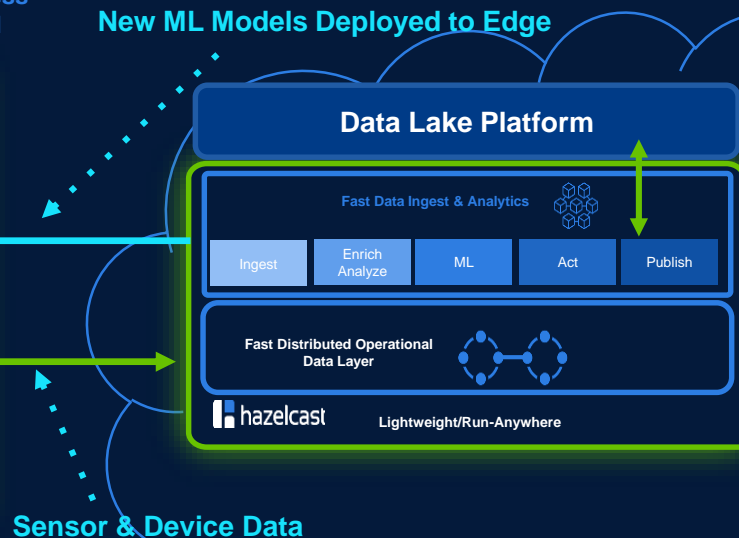 New ML Models Deployed to Edge
Data Lake Platform
Fast Data Ingest & Analytics
Ingest
Enrich
Analyze
ML
Act
Publish
Fast Distributed Operational
Data Layer
hazelcast
Lightweight/Run-Anywhere
Sensor & Device Data